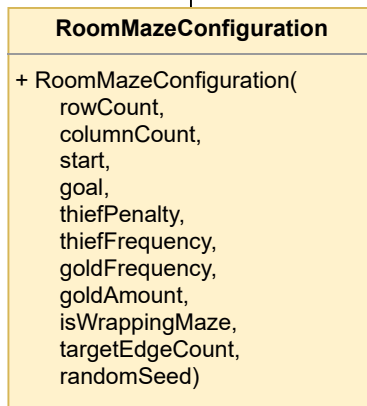 RoomMazeConfiguration
+ RoomMazeConfiguration(
rowCount,
columnCount,
start,
goal,
thiefPenalty,
thiefFrequency,
goldFrequency,
goldAmount,
isWrappingMaze,
targetEdgeCount,
randomSeed)